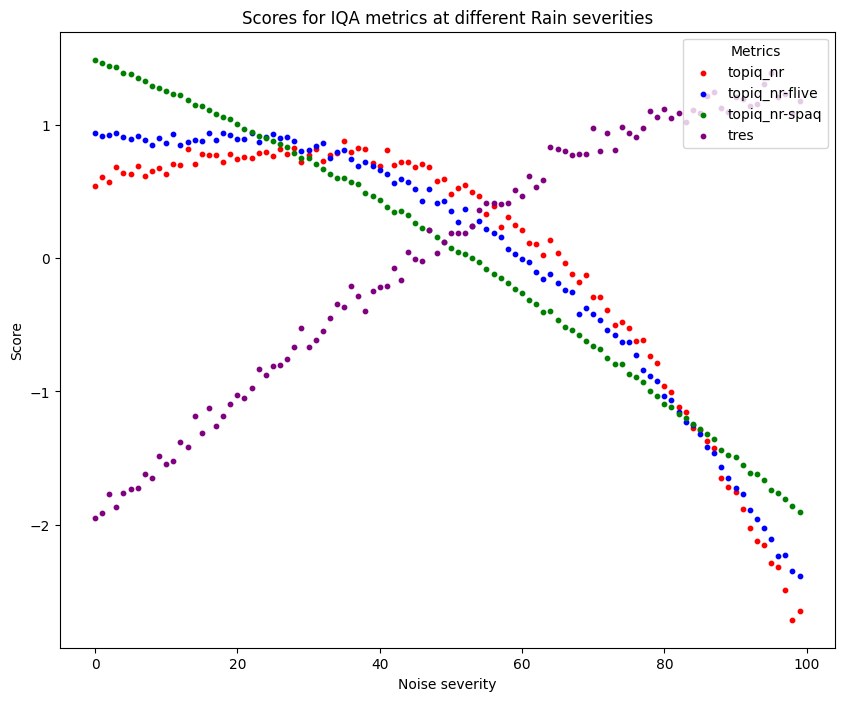 Scores for IQA metrics at different Rain severities
Metrics
topiq_nr
topiq_nr-flive
topiq_nr-spaq
tres
Score
1
0
−1
−2
0 20 40 60 80 100
Noise severity